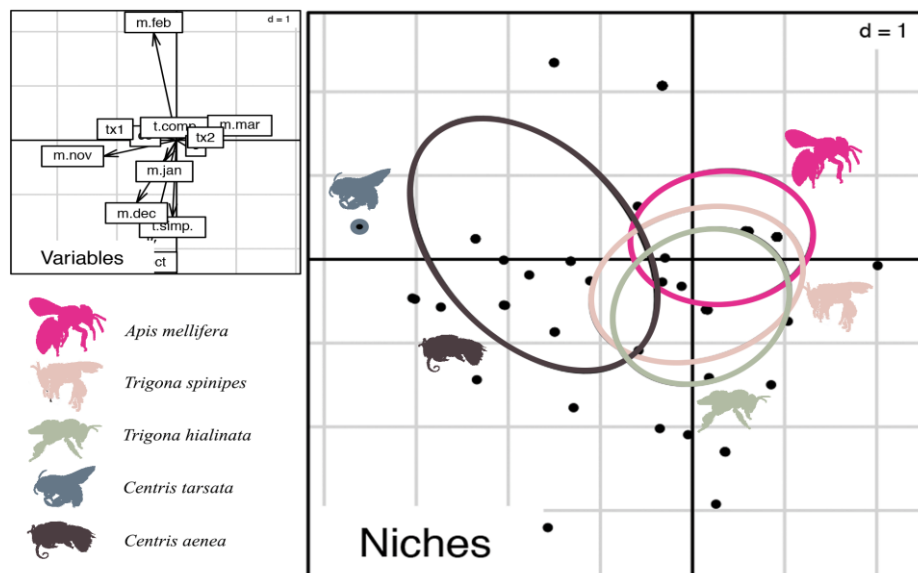 d = 1
m.feb
t.comp
m.mar
tx1
tx2
m.nov
m.jan
m.dec
t.simp.
ct
Variables
d = 1
Niches
Apis mellifera
Trigona spinipes
Trigona hialinata
Centris tarsata
Centris aenea